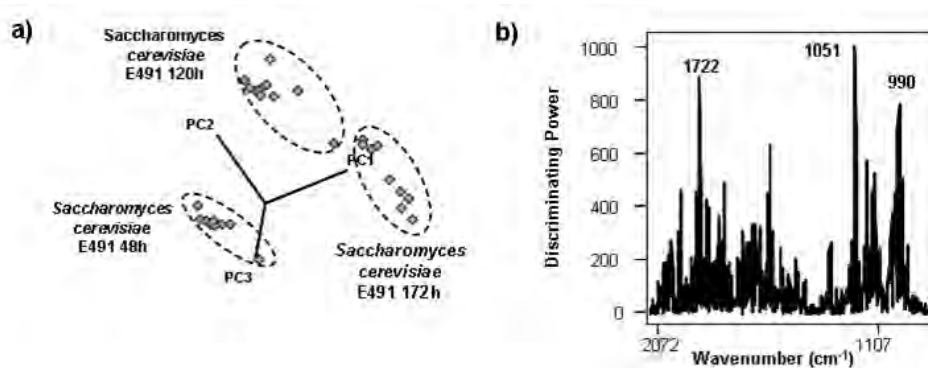 a)
Saccharomyces
cerevisiae
E491 120h
PC2
PC1
Saccharomyces
cerevisiae
E491 48h
PC3
Saccharomyces
cerevisiae
E491 172h
b)
Discriminating Power
1000
800
600
400
200
0
1722
1051
990
2072
1107
Wavenumber (cm-1)